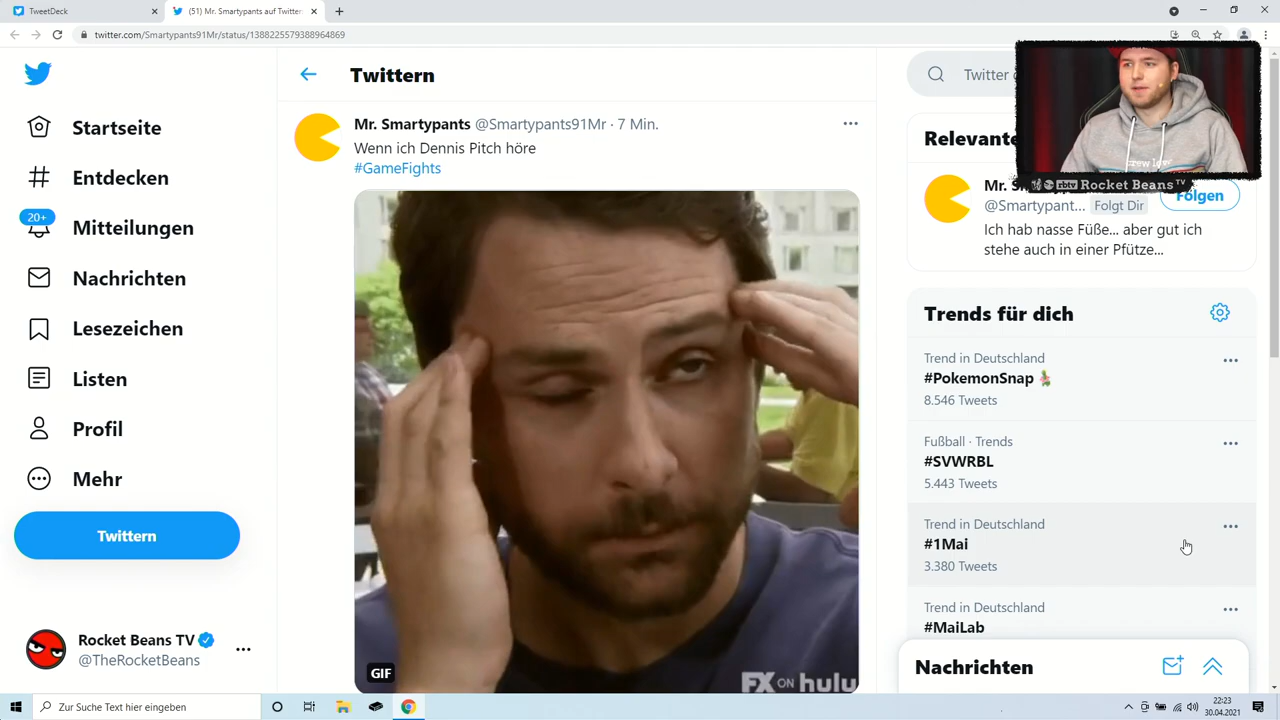 TweetDeck
(51) Mr. Smartypants auf Twitter
twitter.com/Smartypants91Mr/status/1388225579388964869
Startseite
Entdecken
20+
Mitteilungen
Nachrichten
Lesezeichen
Listen
Profil
Mehr
Twittern
Rocket Beans TV
@TheRocketBeans
Twittern
Mr. Smartypants @Smartypants91Mr · 7 Min.
Wenn ich Dennis Pitch höre
#GameFights
GIF
FX ON hulu
Twitter
crew love
rbtv Rocket Beans TV
Relevante
Mr.
@Smartypant... Folgt Dir
Folgen
Ich hab nasse Füße... aber gut ich
stehe auch in einer Pfütze...
Trends für dich
Trend in Deutschland
#PokemonSnap
8.546 Tweets
Fußball · Trends
#SVWRBL
5.443 Tweets
Trend in Deutschland
#1Mai
3.380 Tweets
Trend in Deutschland
#MaiLab
Nachrichten
Zur Suche Text hier eingeben
22:23
30.04.2021